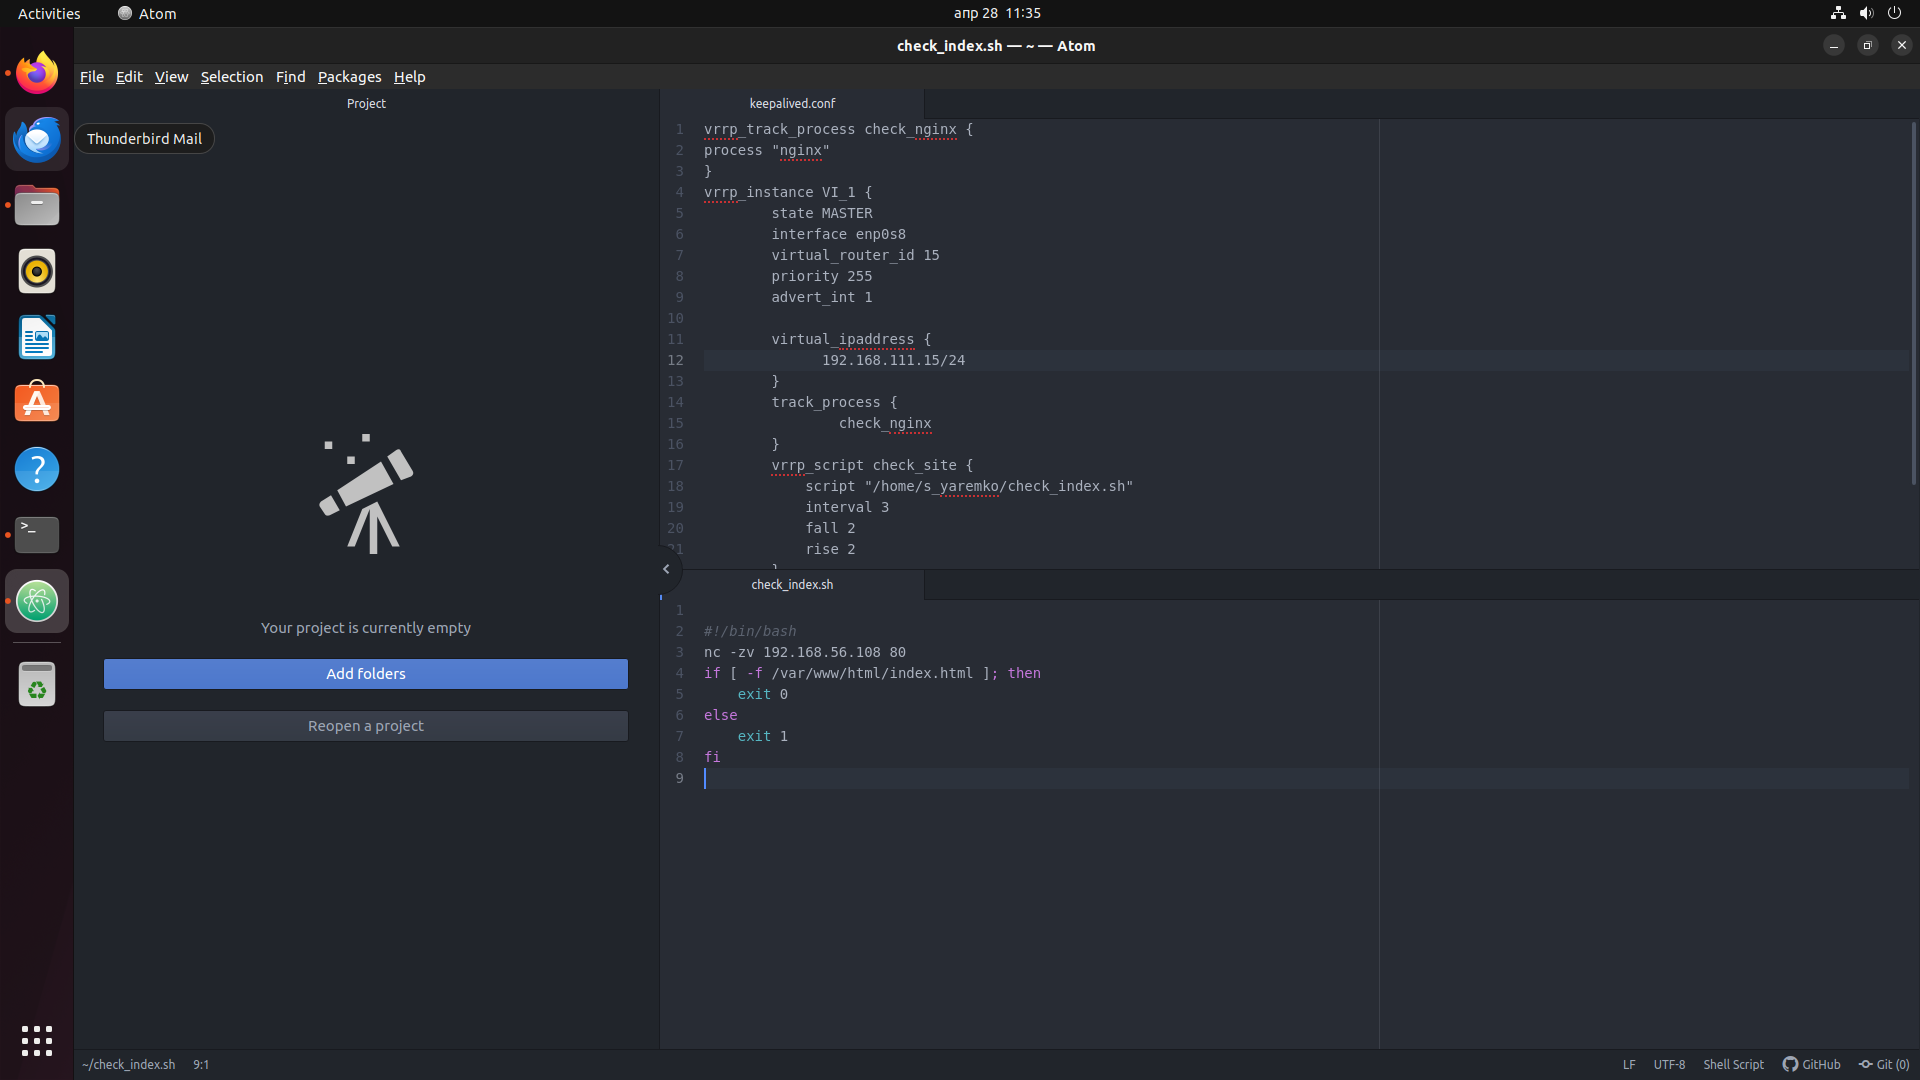 Activities Atom апр 28 11:35
check_index.sh — ~ — Atom
File Edit View Selection Find Packages Help
Project
Thunderbird Mail
Your project is currently empty
Add folders
Reopen a project
keepalived.conf
1 vrrp_track_process check_nginx {
2 process "nginx"
3 }
4 vrrp_instance VI_1 {
5 state MASTER
6 interface enp0s8
7 virtual_router_id 15
8 priority 255
9 advert_int 1
10
11 virtual_ipaddress {
12 192.168.111.15/24
13 }
14 track_process {
15 check_nginx
16 }
17 vrrp_script check_site {
18 script "/home/s_yaremko/check_index.sh"
19 interval 3
20 fall 2
21 rise 2
}
check_index.sh
1
2 #!/bin/bash
3 nc -zv 192.168.56.108 80
4 if [ -f /var/www/html/index.html ]; then
5 exit 0
6 else
7 exit 1
8 fi
9
~/check_index.sh 9:1 LF UTF-8 Shell Script GitHub Git (0)